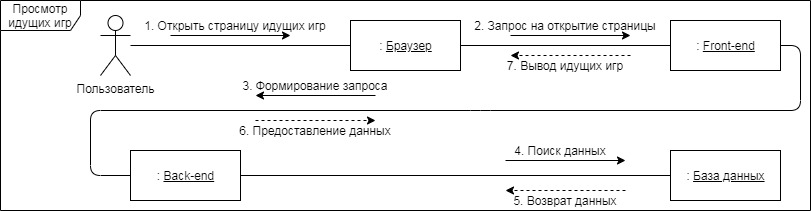 Просмотр
идущих игр
1. Открыть страницу идущих игр
2. Запрос на открытие страницы
: Браузер
: Front-end
7. Вывод идущих игр
Пользователь
3. Формирование запроса
6. Предоставление данных
4. Поиск данных
: Back-end
: База данных
5. Возврат данных